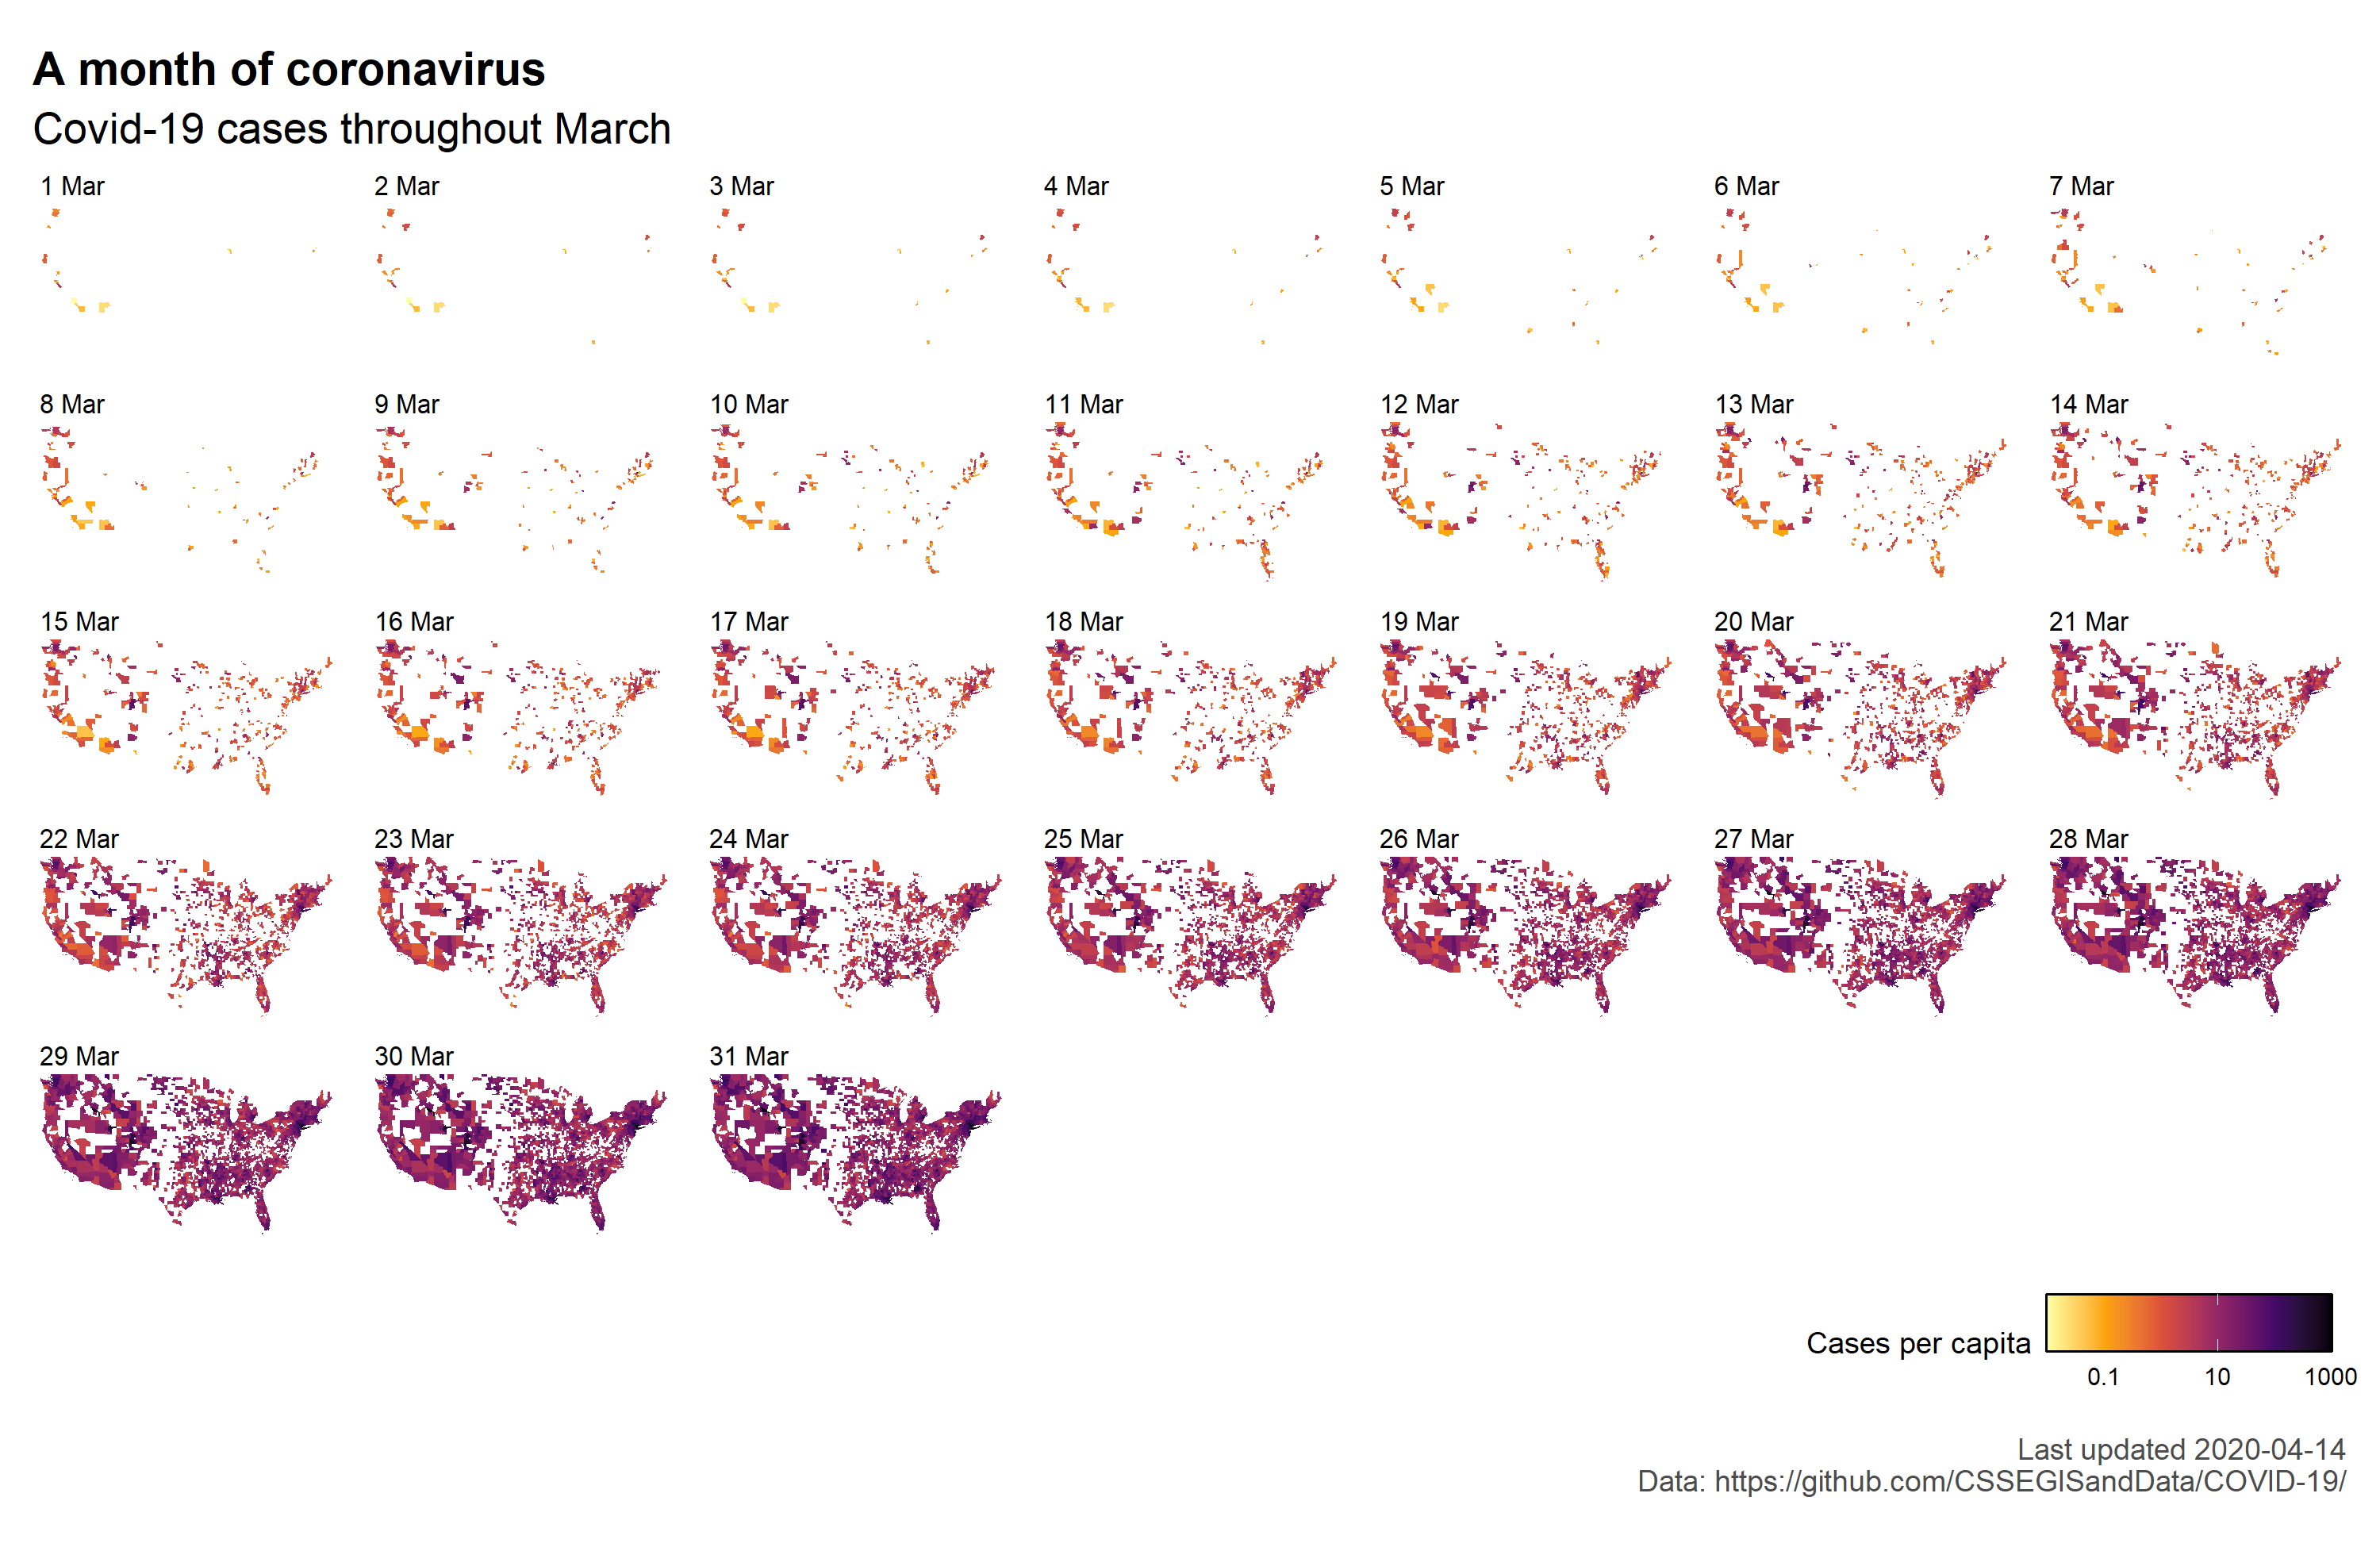 A month of coronavirus
Covid-19 cases throughout March
1 Mar
2 Mar
3 Mar
4 Mar
5 Mar
6 Mar
7 Mar
8 Mar
9 Mar
10 Mar
11 Mar
12 Mar
13 Mar
14 Mar
15 Mar
16 Mar
17 Mar
18 Mar
19 Mar
20 Mar
21 Mar
22 Mar
23 Mar
24 Mar
25 Mar
26 Mar
27 Mar
28 Mar
29 Mar
30 Mar
31 Mar
Cases per capita
0.1
10
1000
Last updated 2020-04-14
Data: https://github.com/CSSEGISandData/COVID-19/